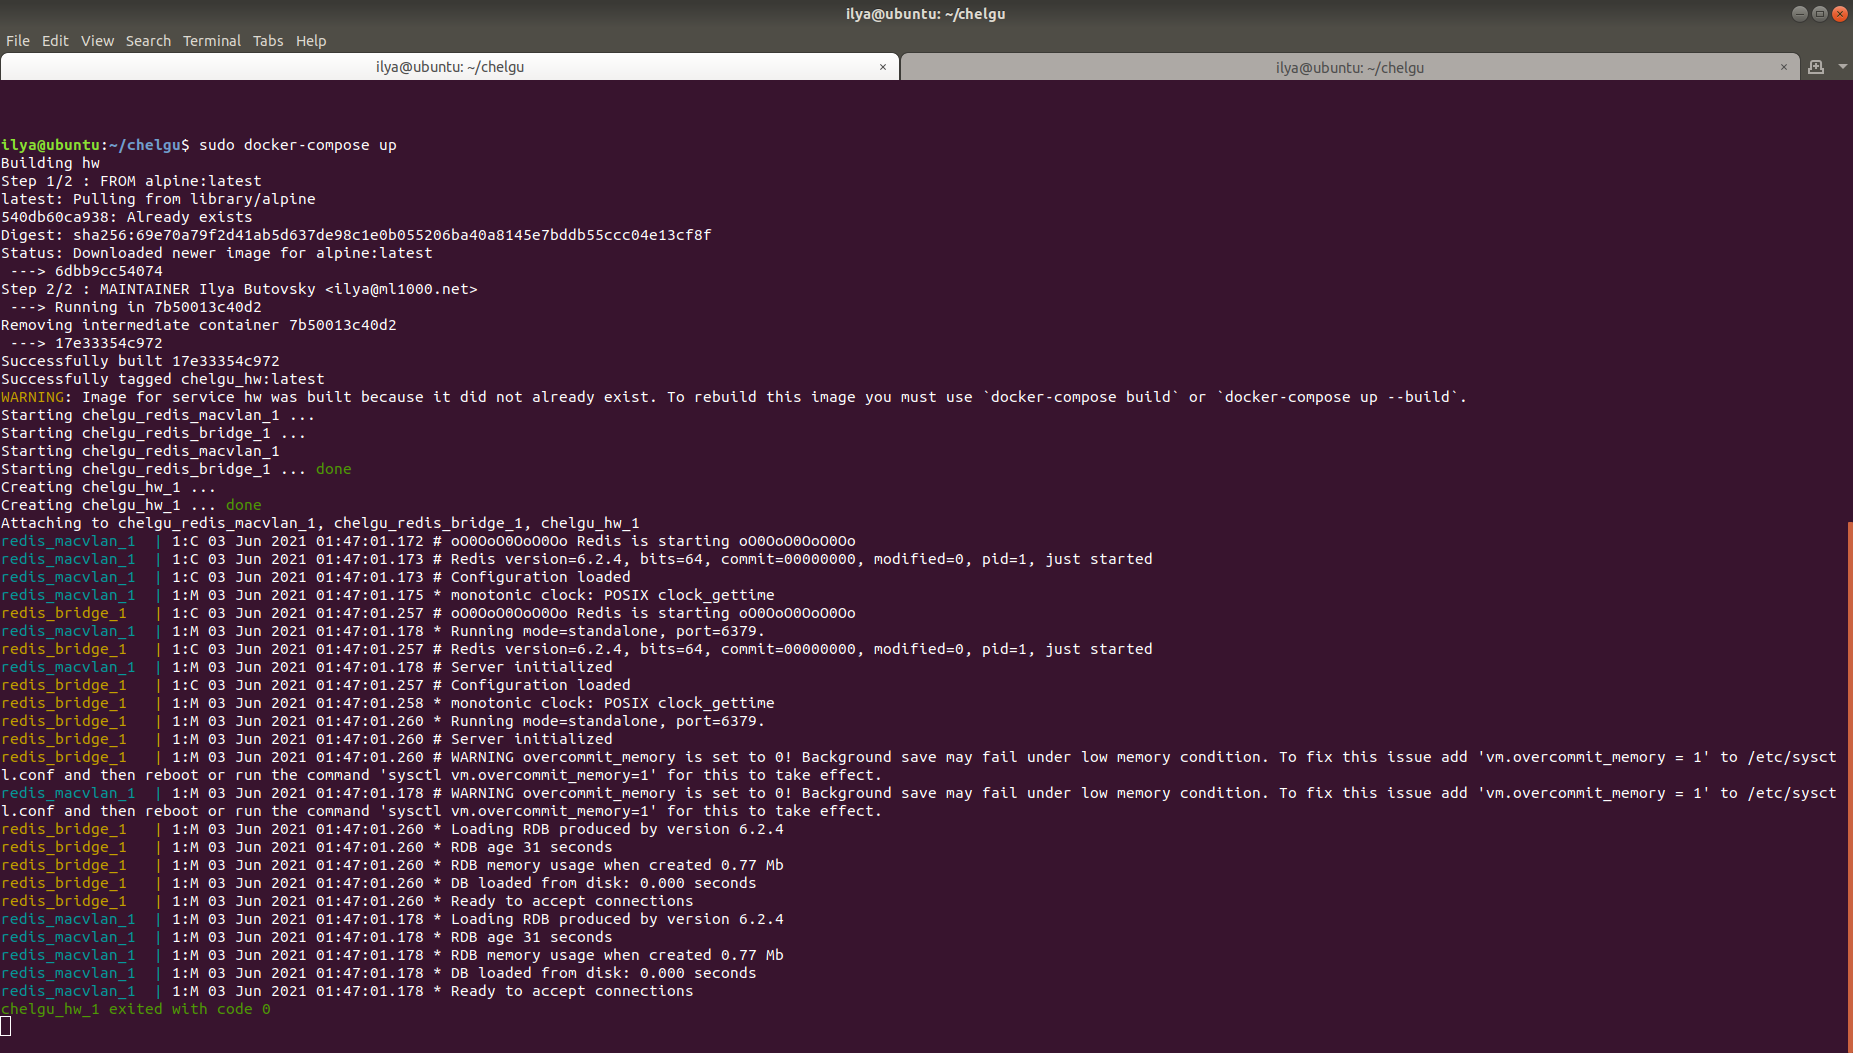 ilya@ubuntu: ~/chelgu
File Edit View Search Terminal Tabs Help
ilya@ubuntu: ~/chelgu × ilya@ubuntu: ~/chelgu ×
ilya@ubuntu:~/chelgu$ sudo docker-compose up
Building hw
Step 1/2 : FROM alpine:latest
latest: Pulling from library/alpine
540db60ca938: Already exists
Digest: sha256:69e70a79f2d41ab5d637de98c1e0b055206ba40a8145e7bddb55ccc04e13cf8f
Status: Downloaded newer image for alpine:latest
 ---> 6dbb9cc54074
Step 2/2 : MAINTAINER Ilya Butovsky <ilya@ml1000.net>
 ---> Running in 7b50013c40d2
Removing intermediate container 7b50013c40d2
 ---> 17e33354c972
Successfully built 17e33354c972
Successfully tagged chelgu_hw:latest
WARNING: Image for service hw was built because it did not already exist. To rebuild this image you must use `docker-compose build` or `docker-compose up --build`.
Starting chelgu_redis_macvlan_1 ...
Starting chelgu_redis_bridge_1 ...
Starting chelgu_redis_macvlan_1
Starting chelgu_redis_bridge_1 ... done
Creating chelgu_hw_1 ...
Creating chelgu_hw_1 ... done
Attaching to chelgu_redis_macvlan_1, chelgu_redis_bridge_1, chelgu_hw_1
redis_macvlan_1  | 1:C 03 Jun 2021 01:47:01.172 # oO0OoO0OoO0Oo Redis is starting oO0OoO0OoO0Oo
redis_macvlan_1  | 1:C 03 Jun 2021 01:47:01.173 # Redis version=6.2.4, bits=64, commit=00000000, modified=0, pid=1, just started
redis_macvlan_1  | 1:C 03 Jun 2021 01:47:01.173 # Configuration loaded
redis_macvlan_1  | 1:M 03 Jun 2021 01:47:01.175 * monotonic clock: POSIX clock_gettime
redis_bridge_1   | 1:C 03 Jun 2021 01:47:01.257 # oO0OoO0OoO0Oo Redis is starting oO0OoO0OoO0Oo
redis_macvlan_1  | 1:M 03 Jun 2021 01:47:01.178 * Running mode=standalone, port=6379.
redis_bridge_1   | 1:C 03 Jun 2021 01:47:01.257 # Redis version=6.2.4, bits=64, commit=00000000, modified=0, pid=1, just started
redis_macvlan_1  | 1:M 03 Jun 2021 01:47:01.178 # Server initialized
redis_bridge_1   | 1:C 03 Jun 2021 01:47:01.257 # Configuration loaded
redis_bridge_1   | 1:M 03 Jun 2021 01:47:01.258 * monotonic clock: POSIX clock_gettime
redis_bridge_1   | 1:M 03 Jun 2021 01:47:01.260 * Running mode=standalone, port=6379.
redis_bridge_1   | 1:M 03 Jun 2021 01:47:01.260 # Server initialized
redis_bridge_1   | 1:M 03 Jun 2021 01:47:01.260 # WARNING overcommit_memory is set to 0! Background save may fail under low memory condition. To fix this issue add 'vm.overcommit_memory = 1' to /etc/sysct
l.conf and then reboot or run the command 'sysctl vm.overcommit_memory=1' for this to take effect.
redis_macvlan_1  | 1:M 03 Jun 2021 01:47:01.178 # WARNING overcommit_memory is set to 0! Background save may fail under low memory condition. To fix this issue add 'vm.overcommit_memory = 1' to /etc/sysct
l.conf and then reboot or run the command 'sysctl vm.overcommit_memory=1' for this to take effect.
redis_bridge_1   | 1:M 03 Jun 2021 01:47:01.260 * Loading RDB produced by version 6.2.4
redis_bridge_1   | 1:M 03 Jun 2021 01:47:01.260 * RDB age 31 seconds
redis_bridge_1   | 1:M 03 Jun 2021 01:47:01.260 * RDB memory usage when created 0.77 Mb
redis_bridge_1   | 1:M 03 Jun 2021 01:47:01.260 * DB loaded from disk: 0.000 seconds
redis_bridge_1   | 1:M 03 Jun 2021 01:47:01.260 * Ready to accept connections
redis_macvlan_1  | 1:M 03 Jun 2021 01:47:01.178 * Loading RDB produced by version 6.2.4
redis_macvlan_1  | 1:M 03 Jun 2021 01:47:01.178 * RDB age 31 seconds
redis_macvlan_1  | 1:M 03 Jun 2021 01:47:01.178 * RDB memory usage when created 0.77 Mb
redis_macvlan_1  | 1:M 03 Jun 2021 01:47:01.178 * DB loaded from disk: 0.000 seconds
redis_macvlan_1  | 1:M 03 Jun 2021 01:47:01.178 * Ready to accept connections
chelgu_hw_1 exited with code 0